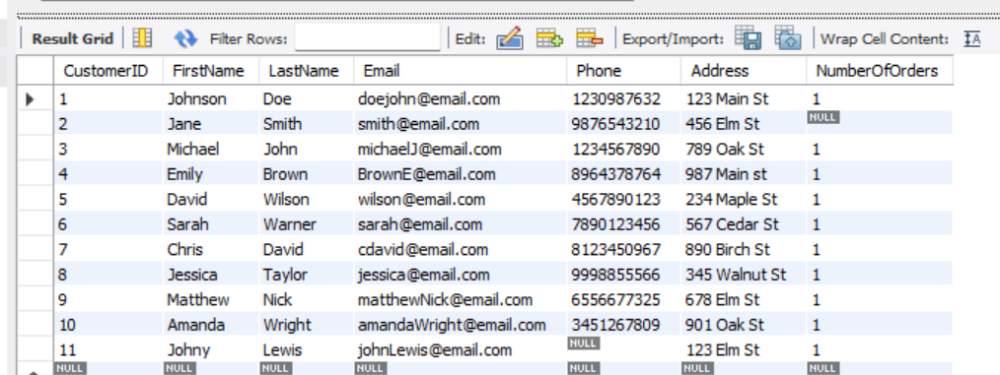 Result Grid Filter Rows: Edit: Export/Import: Wrap Cell Content: IA
CustomerID FirstName LastName Email Phone Address NumberOfOrders
1 Johnson Doe doejohn@email.com 1230987632 123 Main St 1
2 Jane Smith smith@email.com 9876543210 456 Elm St NULL
3 Michael John michaelJ@email.com 1234567890 789 Oak St 1
4 Emily Brown BrownE@email.com 8964378764 987 Main st 1
5 David Wilson wilson@email.com 4567890123 234 Maple St 1
6 Sarah Warner sarah@email.com 7890123456 567 Cedar St 1
7 Chris David cdavid@email.com 8123450967 890 Birch St 1
8 Jessica Taylor jessica@email.com 9998855566 345 Walnut St 1
9 Matthew Nick matthewNick@email.com 6556677325 678 Elm St 1
10 Amanda Wright amandaWright@email.com 3451267809 901 Oak St 1
11 Johny Lewis johnLewis@email.com NULL 123 Elm St 1
NULL NULL NULL NULL NULL NULL NULL